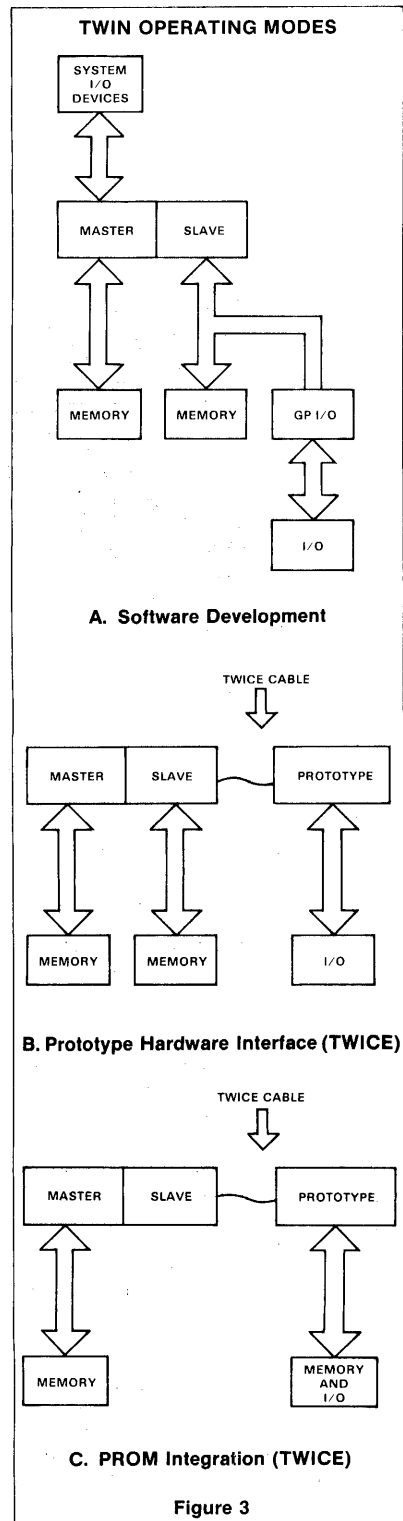 TWIN OPERATING MODES
SYSTEM
I/O
DEVICES
MASTER
SLAVE
MEMORY
MEMORY
GP I/O
I/O
A. Software Development
TWICE CABLE
MASTER
SLAVE
PROTOTYPE
MEMORY
MEMORY
I/O
B. Prototype Hardware Interface (TWICE)
TWICE CABLE
MASTER
SLAVE
PROTOTYPE
MEMORY
MEMORY
AND
I/O
C. PROM Integration (TWICE)
Figure 3